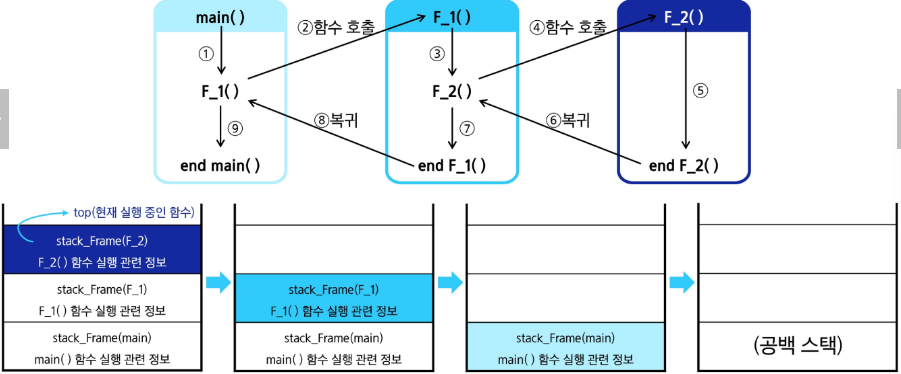 main( )
F_1( )
F_2( )
②함수 호출
④함수 호출
①
③
⑤
F_1( )
F_2( )
⑧복귀
⑥복귀
⑨
⑦
end main( )
end F_1( )
end F_2( )
top(현재 실행 중인 함수)
stack_Frame(F_2)
F_2( ) 함수 실행 관련 정보
stack_Frame(F_1)
F_1( ) 함수 실행 관련 정보
stack_Frame(main)
main( ) 함수 실행 관련 정보
stack_Frame(F_1)
F_1( ) 함수 실행 관련 정보
stack_Frame(main)
main( ) 함수 실행 관련 정보
stack_Frame(main)
main( ) 함수 실행 관련 정보
(공백 스택)